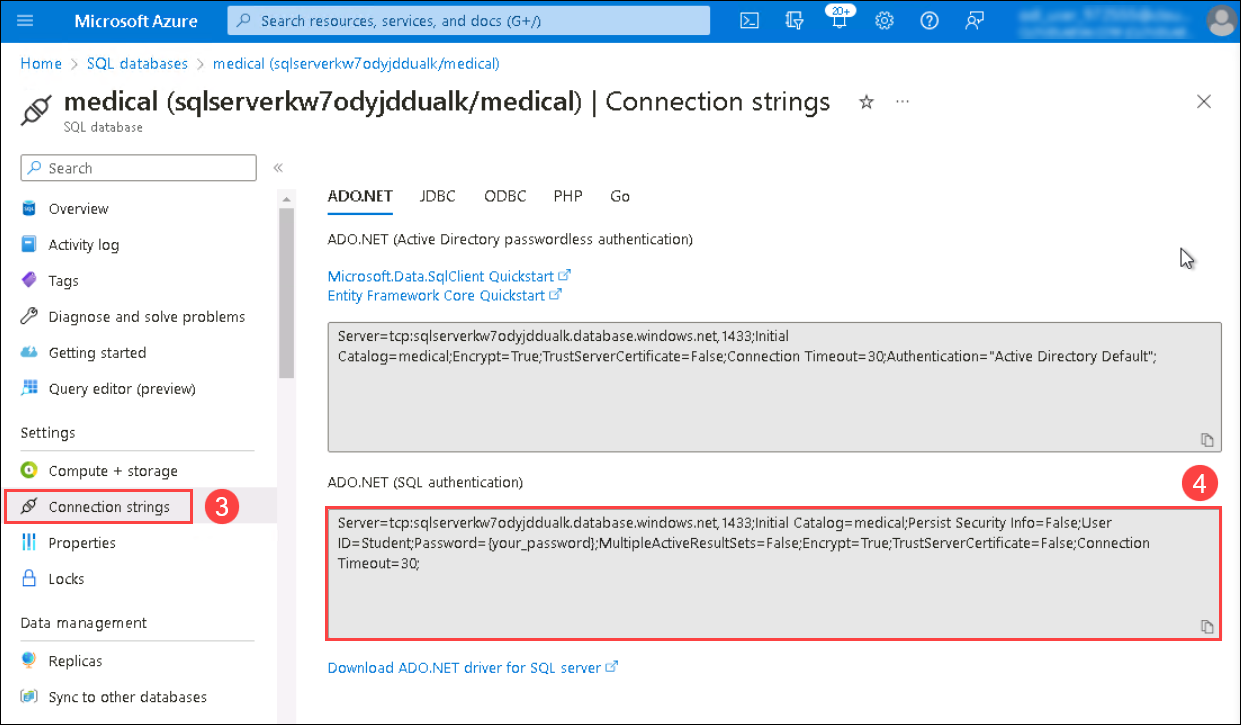 Microsoft Azure
Search resources, services, and docs (G+/)
20+
Home > SQL databases > medical (sqlserverkw7odyjddualk/medical)
medical (sqlserverkw7odyjddualk/medical) | Connection strings
SQL database
Search
Overview
Activity log
Tags
Diagnose and solve problems
Getting started
Query editor (preview)
Settings
Compute + storage
Connection strings
3
Properties
Locks
Data management
Replicas
Sync to other databases
ADO.NET JDBC ODBC PHP Go
ADO.NET (Active Directory passwordless authentication)
Microsoft.Data.SqlClient Quickstart
Entity Framework Core Quickstart
Server=tcp:sqlserverkw7odyjddualk.database.windows.net,1433;Initial
Catalog=medical;Encrypt=True;TrustServerCertificate=False;Connection Timeout=30;Authentication="Active Directory Default";
ADO.NET (SQL authentication)
4
Server=tcp:sqlserverkw7odyjddualk.database.windows.net,1433;Initial Catalog=medical;Persist Security Info=False;User
ID=Student;Password={your_password};MultipleActiveResultSets=False;Encrypt=True;TrustServerCertificate=False;Connection
Timeout=30;
Download ADO.NET driver for SQL server